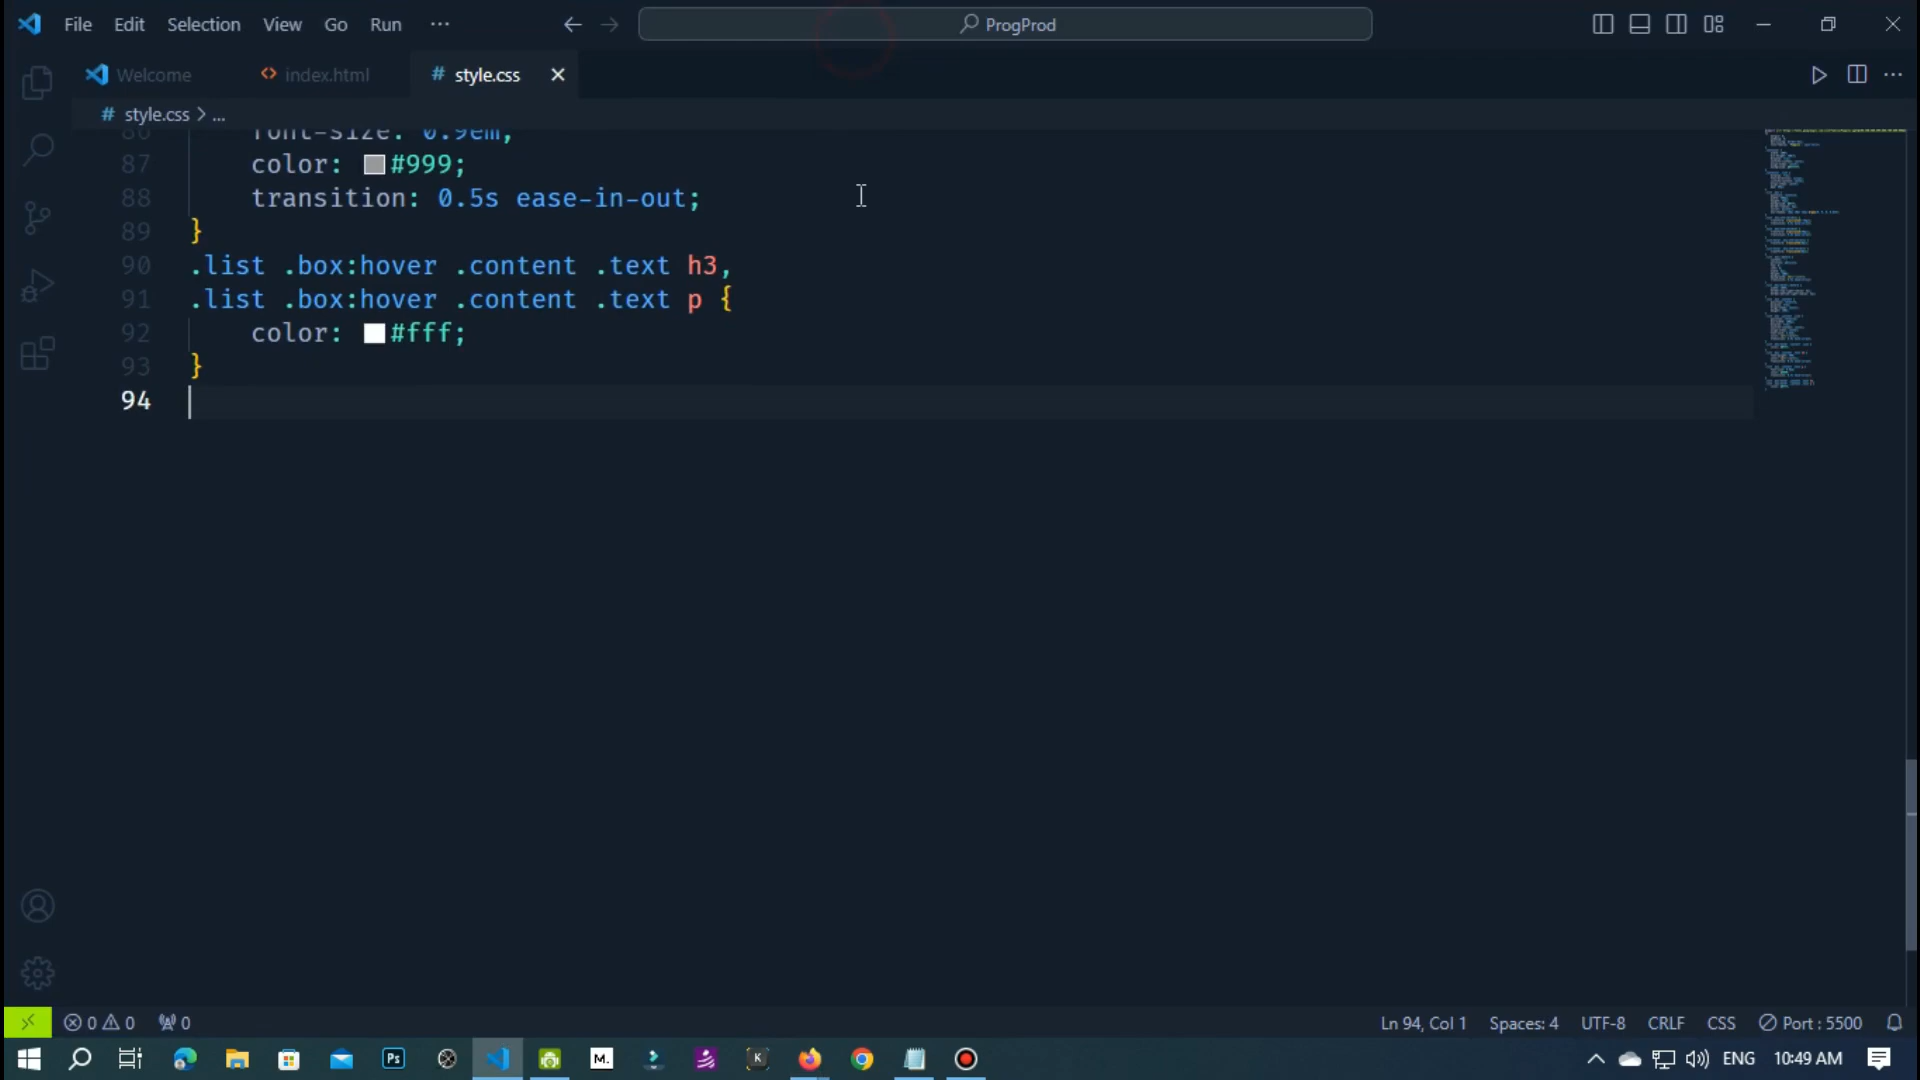 File Edit Selection View Go Run ···
ProgProd
Welcome
index.html
# style.css
# style.css > ...
86 font-size: 0.9em;
87 color: #999;
88 transition: 0.5s ease-in-out;
89 }
90 .list .box:hover .content .text h3,
91 .list .box:hover .content .text p {
92 color: #fff;
93 }
94
0 0 0
Ln 94, Col 1 Spaces: 4 UTF-8 CRLF CSS Port : 5500
Ps M. K ENG 10:49 AM